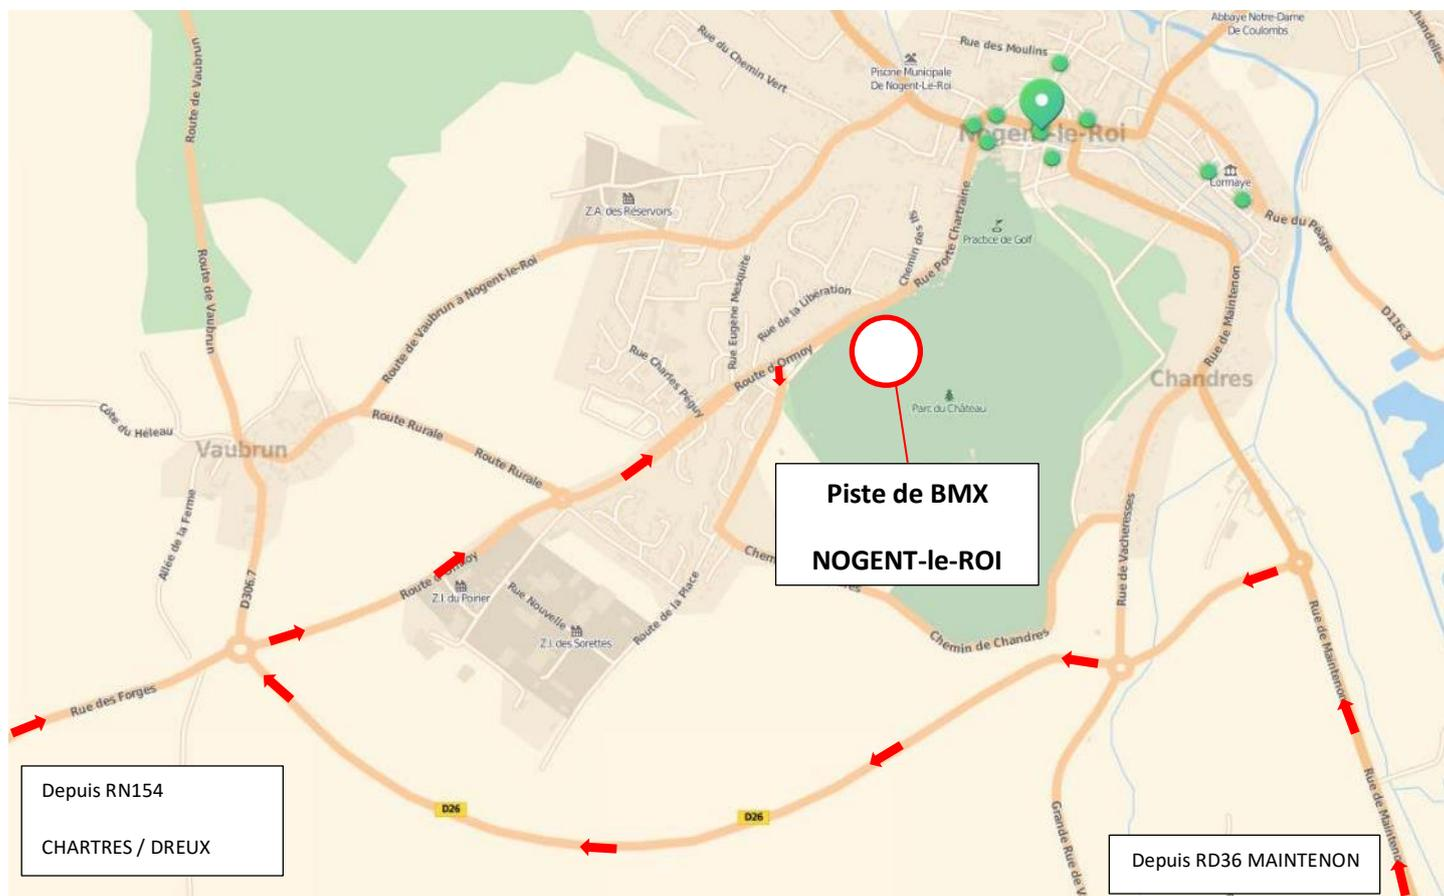 Abbaye Notre-Dame
De Coulombs
Chandelles
Rue des Moulins
Rue du Chemin Vert
Piscine Municipale
De Nogent-Le-Roi
Route de Vaubrun
Nogent-le-Roi
Lormaye
Z.A. des Réservoirs
Rue du Péage
Chemin des Tils
Rue Porte Chartraine
Practice de Golf
Route de Vaubrun
Route de Vaubrun à Nogent-le-Roi
Rue Eugène Mesquite
Rue de la Libération
Rue de Maintenon
D116.3
Rue Charles Péguy
Route d'Ormoy
Chandres
Parc du Château
Côte du Héleau
Route Rurale
Vaubrun
Route Rurale
Piste de BMX
NOGENT-le-ROI
Allée de la Ferme
Rue de Vacheresses
D306.7
Route d'Ormoy
Z.I. du Poirier
Rue Nouvelle
Z.I. des Sorettes
Route de la Place
Chemin de Chandres
Rue de Maintenon
Rue des Forges
Depuis RN154
CHARTRES / DREUX
D26
D26
Grande Rue de V
Rue de Maintenon
Depuis RD36 MAINTENON